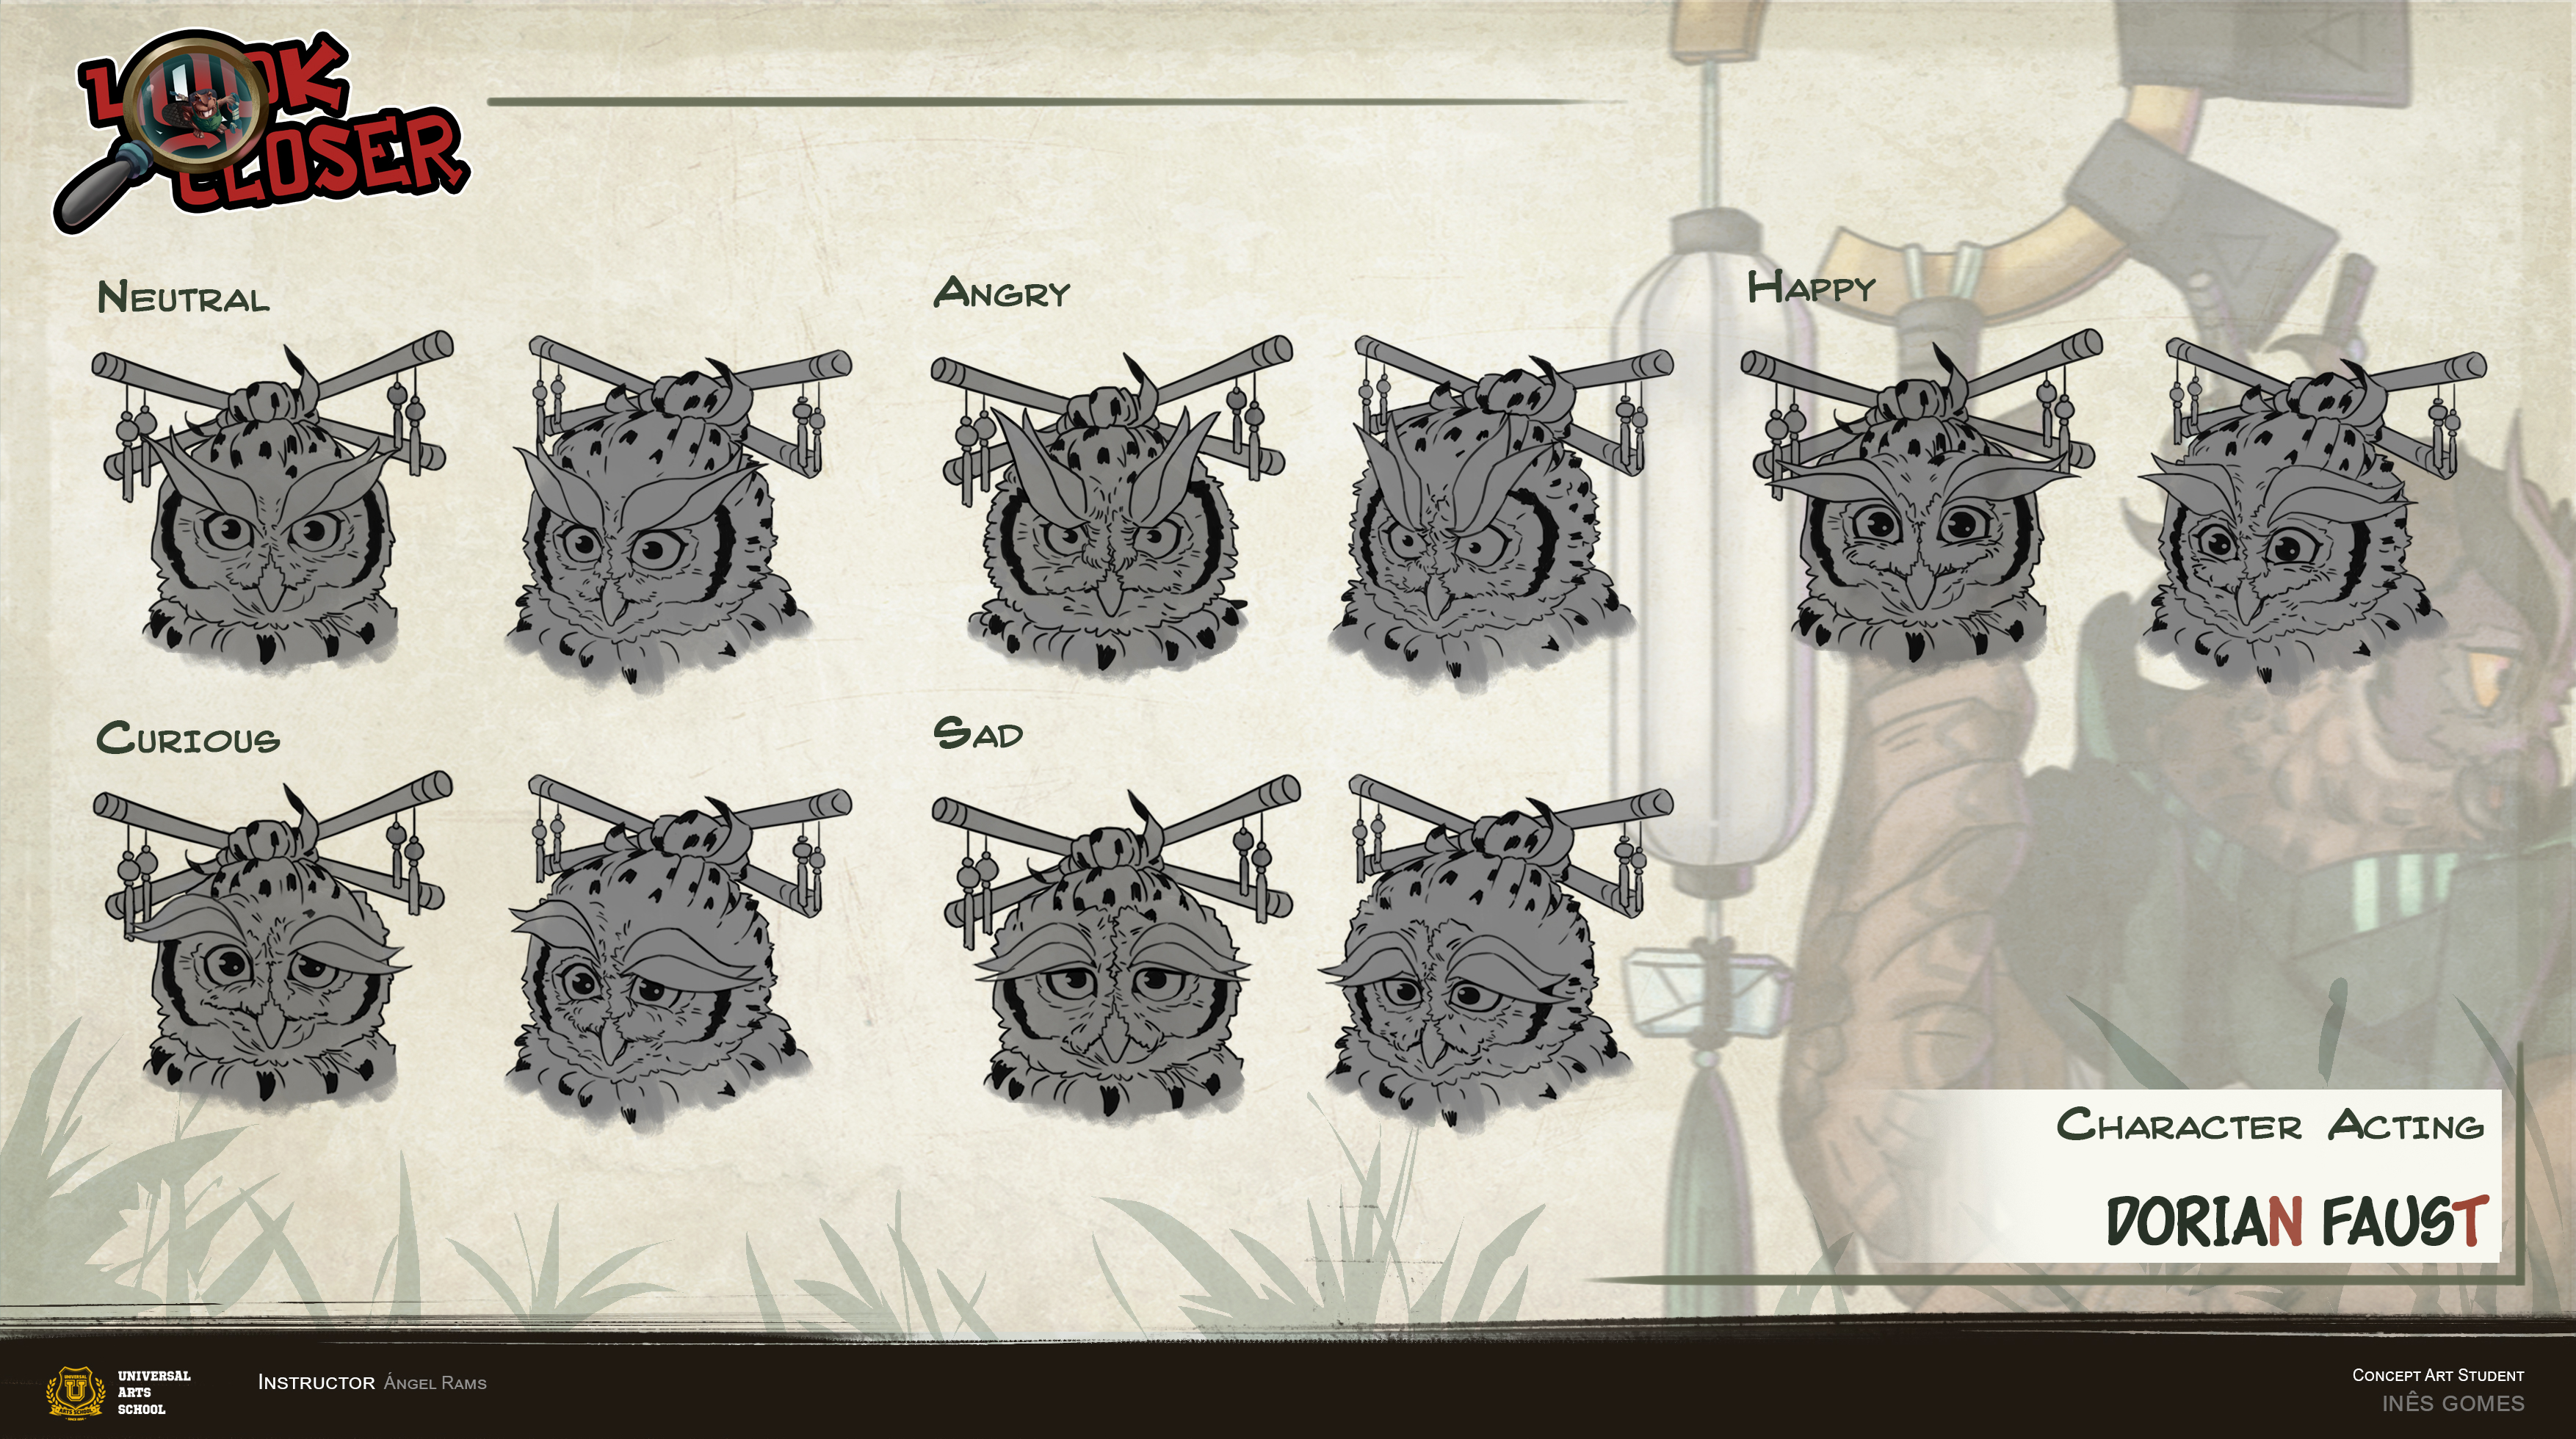 LOOK
CLOSER
NEUTRAL
ANGRY
HAPPY
CURIOUS
SAD
CHARACTER ACTING
DORIAN FAUST
UNIVERSAL
ARTS
SCHOOL
INSTRUCTOR ÁNGEL RAMS
CONCEPT ART STUDENT
INÊS GOMES